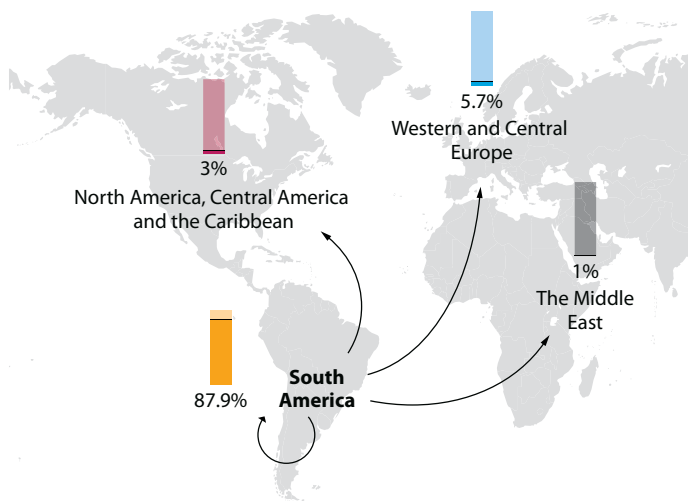 5.7%
Western and Central
Europe
3%
North America, Central America
and the Caribbean
1%
The Middle
East
87.9%
South
America